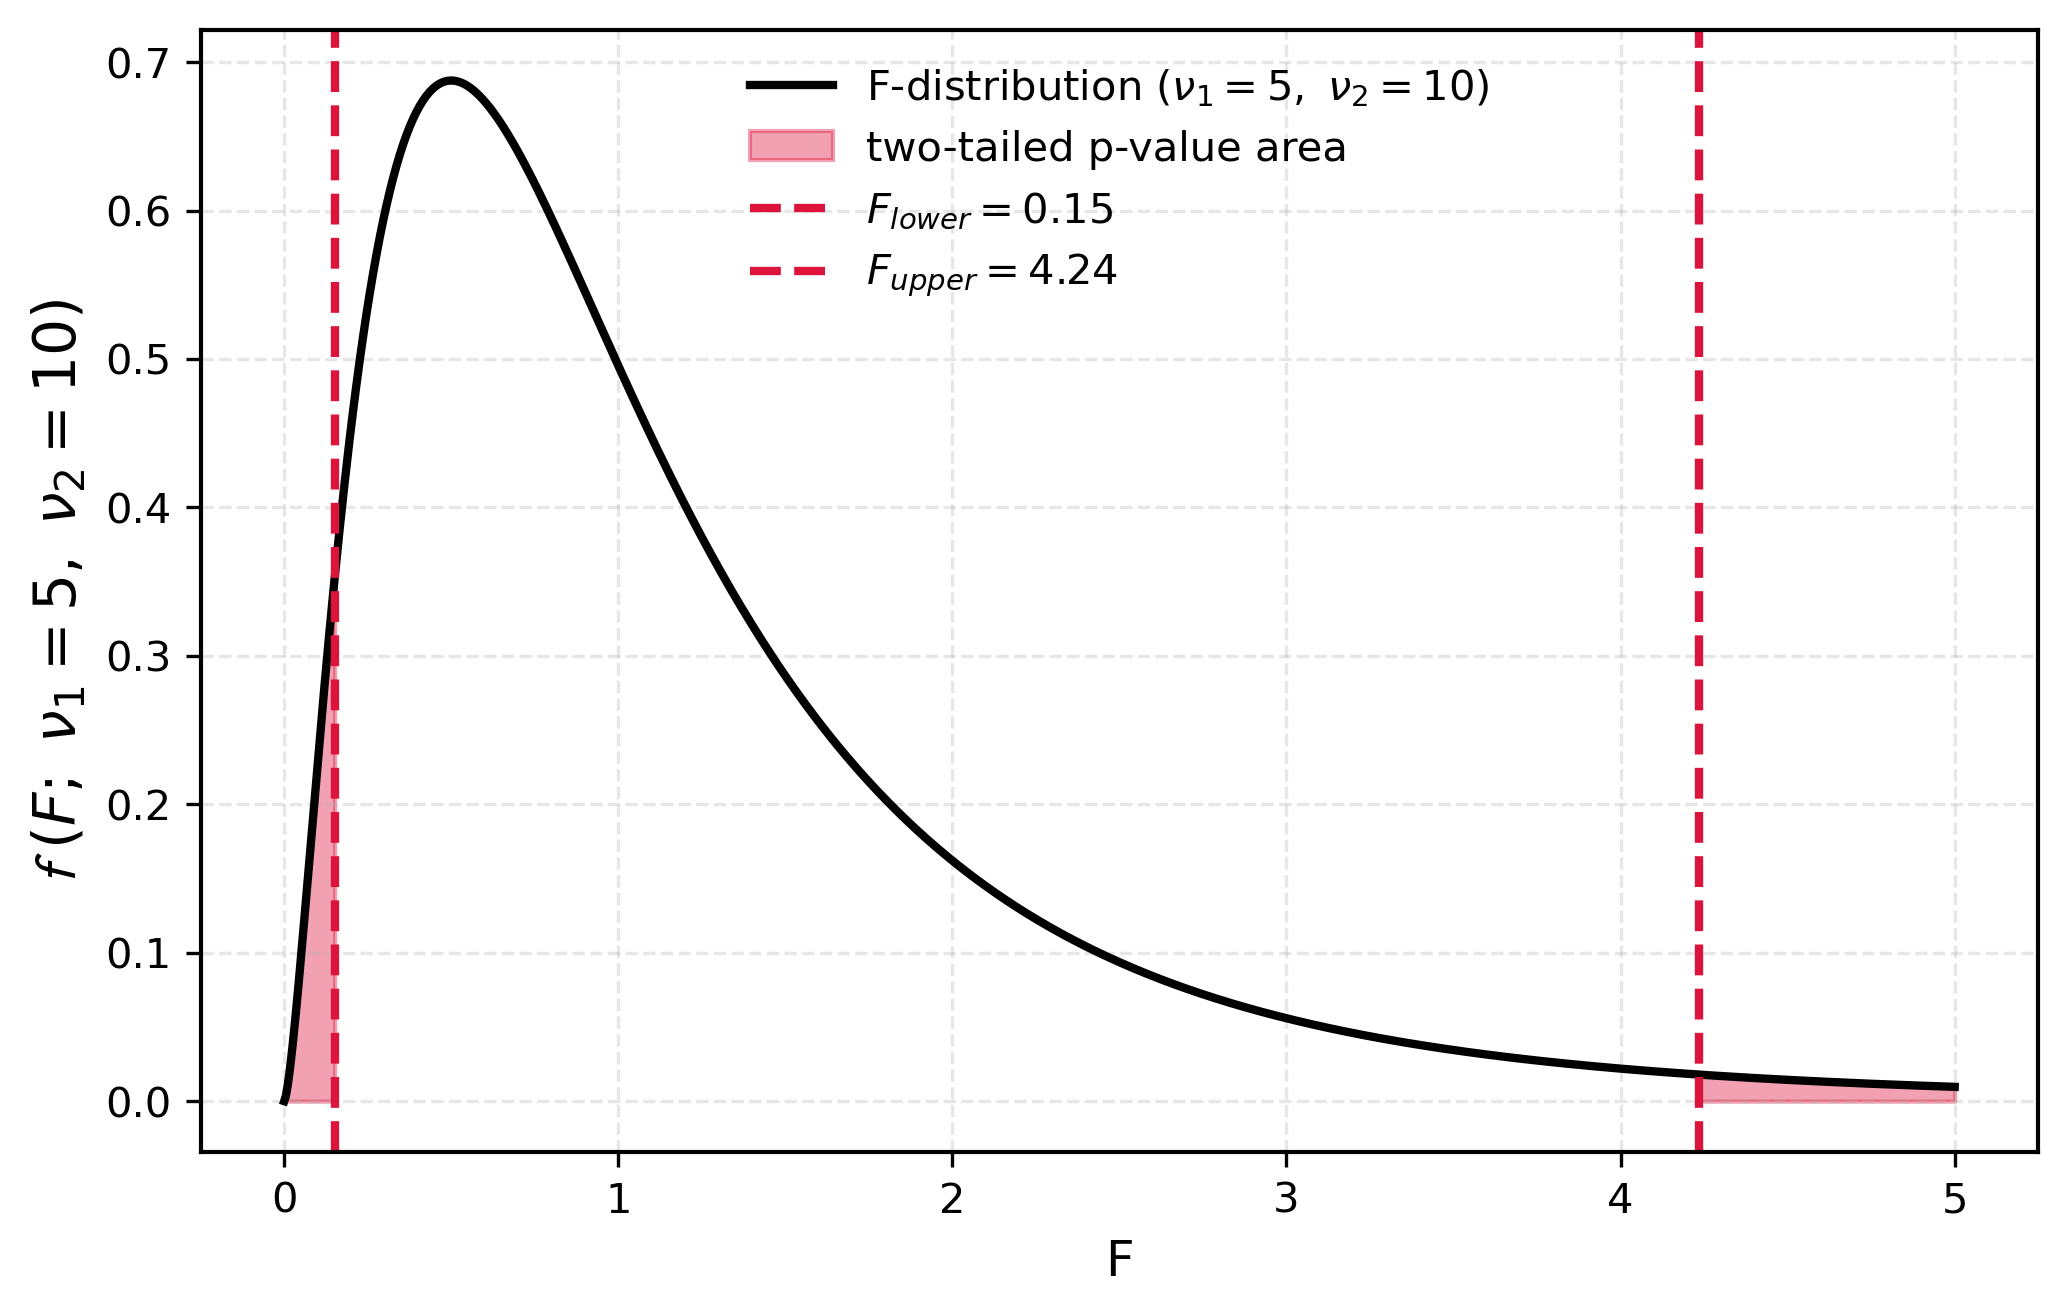 0.7
0.6
0.5
0.4
0.3
0.2
0.1
0.0
f (F; ν₁ = 5, ν₂ = 10)
F-distribution (ν₁ = 5, ν₂ = 10)
two-tailed p-value area
F_lower = 0.15
F_upper = 4.24
0 1 2 3 4 5
F